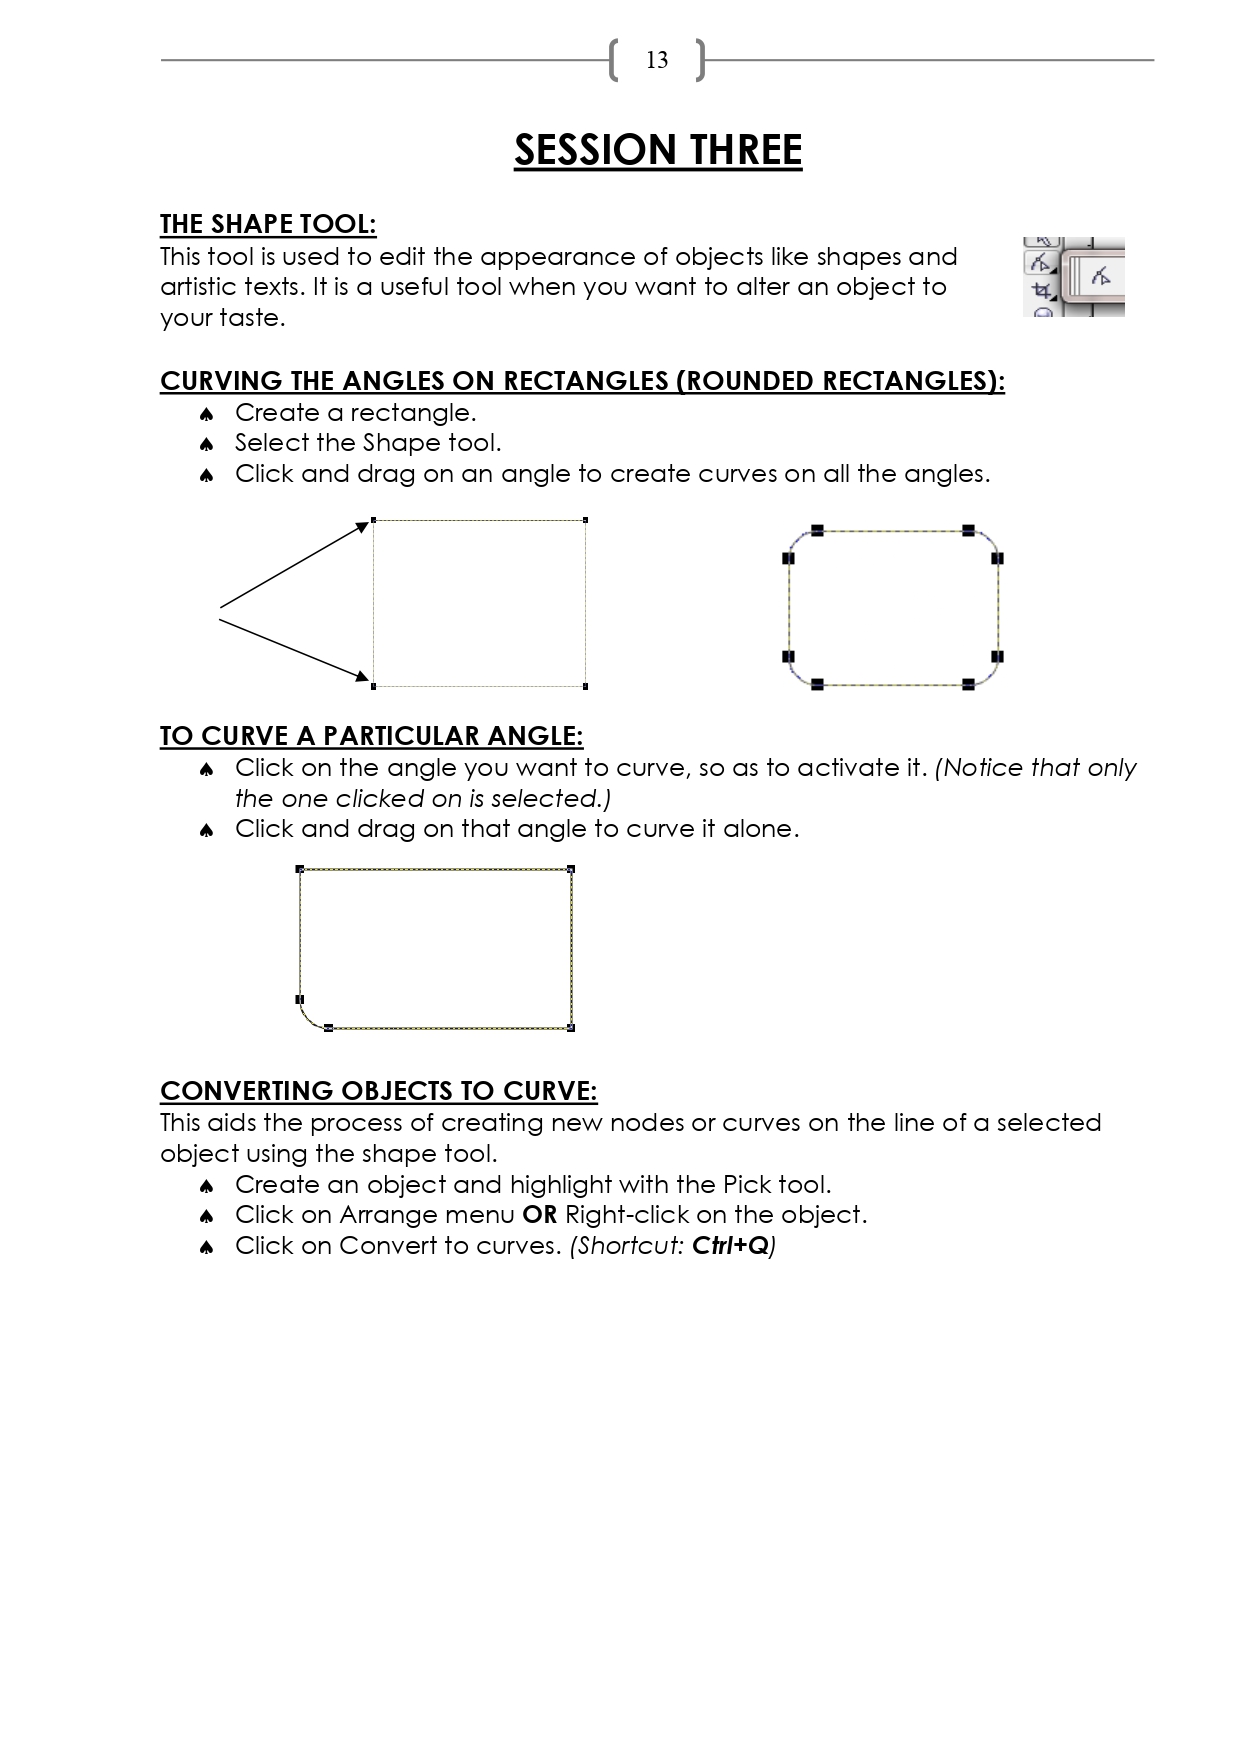 13
SESSION THREE
THE SHAPE TOOL:
This tool is used to edit the appearance of objects like shapes and
artistic texts. It is a useful tool when you want to alter an object to
your taste.
CURVING THE ANGLES ON RECTANGLES (ROUNDED RECTANGLES):
♠ Create a rectangle.
♠ Select the Shape tool.
♠ Click and drag on an angle to create curves on all the angles.
TO CURVE A PARTICULAR ANGLE:
♠ Click on the angle you want to curve, so as to activate it. (Notice that only
the one clicked on is selected.)
♠ Click and drag on that angle to curve it alone.
CONVERTING OBJECTS TO CURVE:
This aids the process of creating new nodes or curves on the line of a selected
object using the shape tool.
♠ Create an object and highlight with the Pick tool.
♠ Click on Arrange menu OR Right-click on the object.
♠ Click on Convert to curves. (Shortcut: Ctrl+Q)